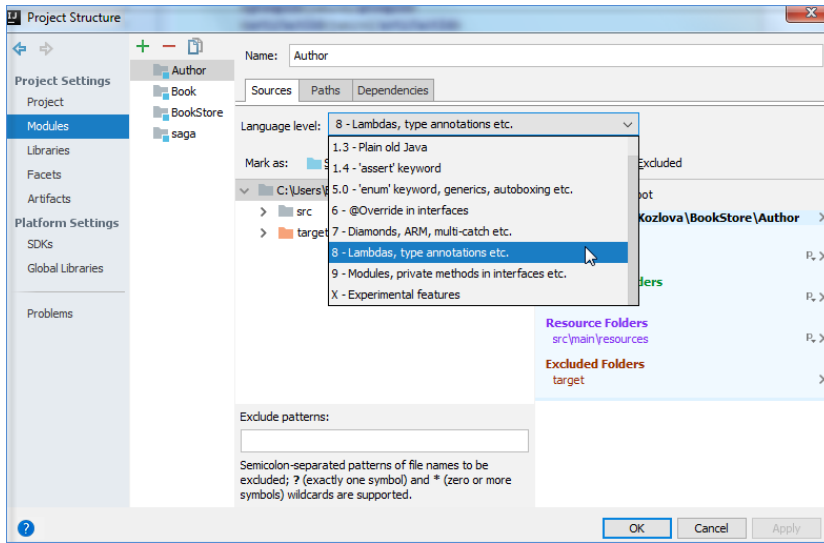 Project Structure
Project Settings
Project
Modules
Libraries
Facets
Artifacts
Platform Settings
SDKs
Global Libraries
Problems
Author
Book
BookStore
saga
Name: Author
Sources Paths Dependencies
Language level: 8 - Lambdas, type annotations etc.
1.3 - Plain old Java
1.4 - 'assert' keyword
5.0 - 'enum' keyword, generics, autoboxing etc.
6 - @Override in interfaces
7 - Diamonds, ARM, multi-catch etc.
8 - Lambdas, type annotations etc.
9 - Modules, private methods in interfaces etc.
X - Experimental features
Mark as: Excluded
C:\Users\
src
target
Kozlova\BookStore\Author
Resource Folders
src\main\resources
Excluded Folders
target
Exclude patterns:
Semicolon-separated patterns of file names to be
excluded; ? (exactly one symbol) and * (zero or more
symbols) wildcards are supported.
? OK Cancel Apply